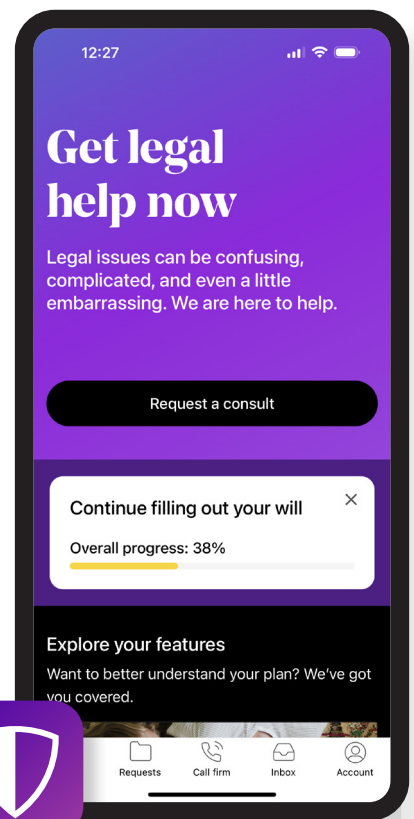 12:27
Get legal
help now
Legal issues can be confusing,
complicated, and even a little
embarrassing. We are here to help.
Request a consult
Continue filling out your will
Overall progress: 38%
Explore your features
Want to better understand your plan? We've got
you covered.
Requests
Call firm
Inbox
Account